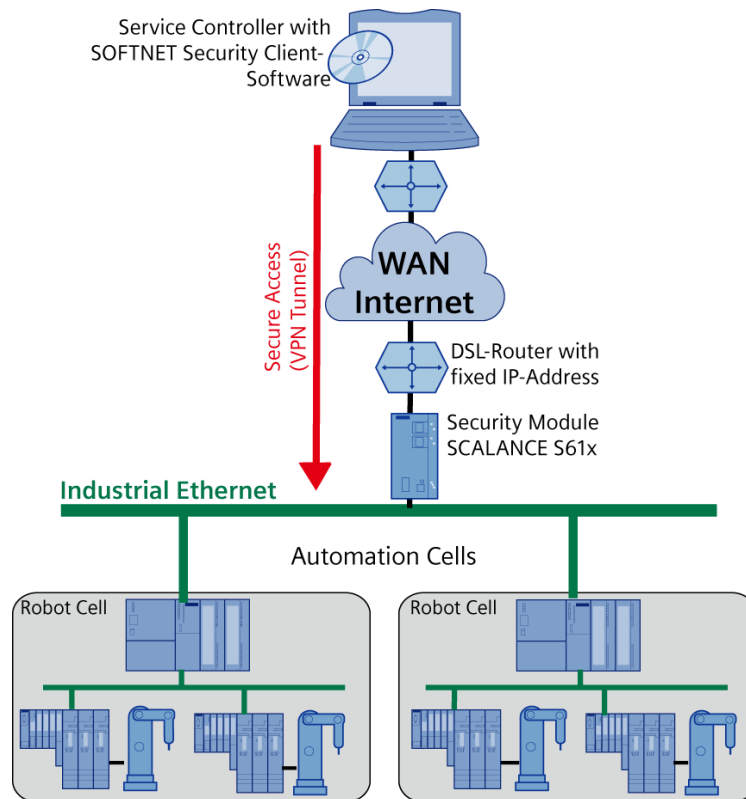 Service Controller with
SOFTNET Security Client-
Software
Secure Access
(VPN Tunnel)
WAN
Internet
DSL-Router with
fixed IP-Address
Security Module
SCALANCE S61x
Industrial Ethernet
Automation Cells
Robot Cell
Robot Cell